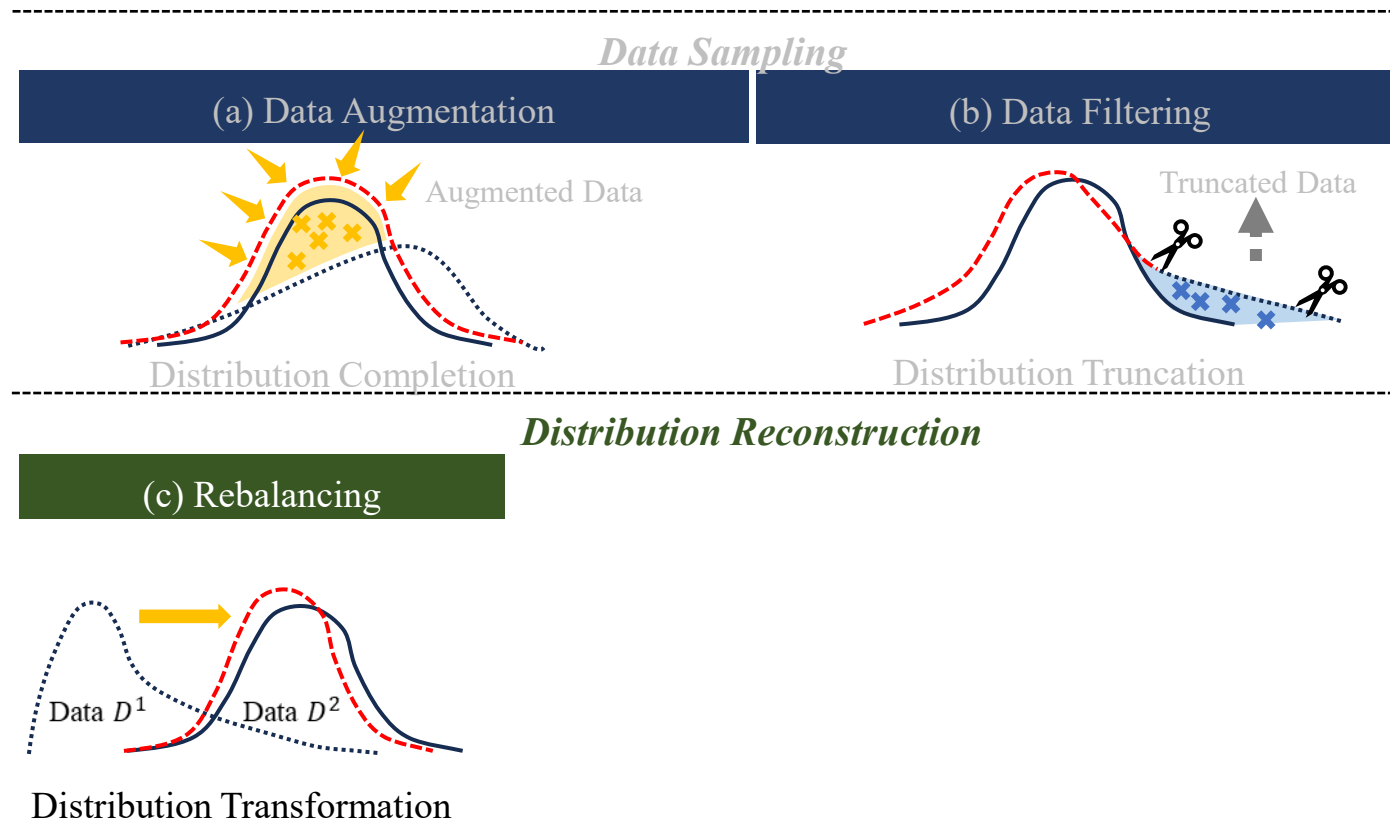 Data Sampling
(a) Data Augmentation
(b) Data Filtering
Augmented Data
Truncated Data
Distribution Completion
Distribution Truncation
Distribution Reconstruction
(c) Rebalancing
Data D¹
Data D²
Distribution Transformation